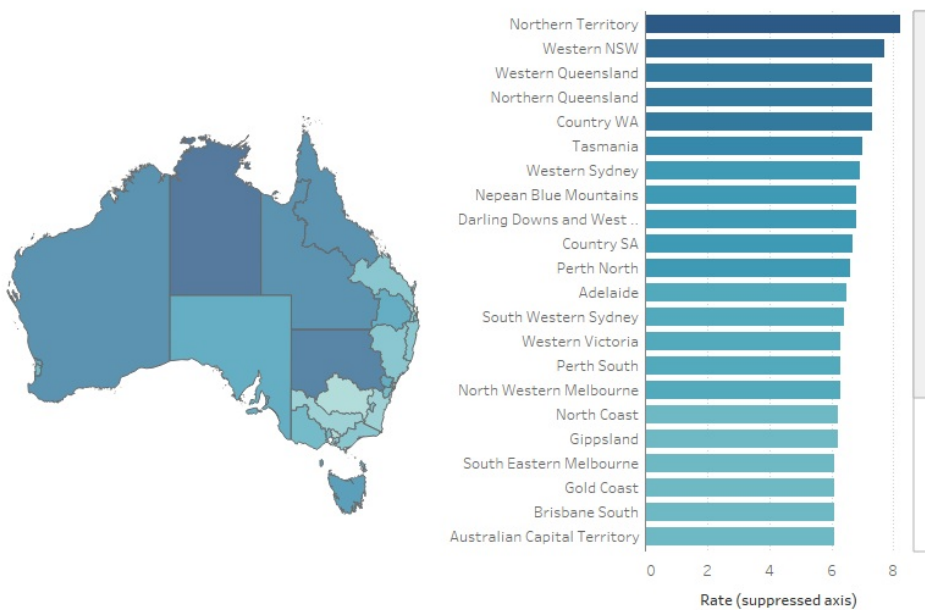 Northern Territory
Western NSW
Western Queensland
Northern Queensland
Country WA
Tasmania
Western Sydney
Nepean Blue Mountains
Darling Downs and West ..
Country SA
Perth North
Adelaide
South Western Sydney
Western Victoria
Perth South
North Western Melbourne
North Coast
Gippsland
South Eastern Melbourne
Gold Coast
Brisbane South
Australian Capital Territory
0 2 4 6 8
Rate (suppressed axis)